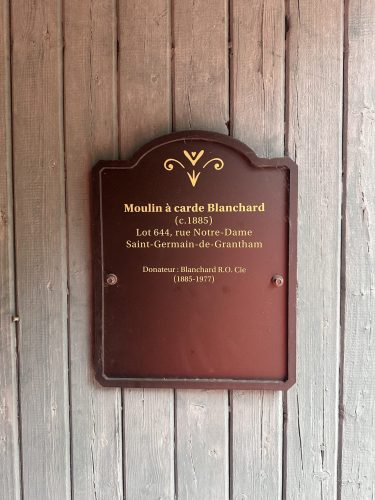 Moulin à carde Blanchard
(c.1885)
Lot 644, rue Notre-Dame
Saint-Germain-de-Grantham
Donateur : Blanchard R.O. Cie
(1885-1977)